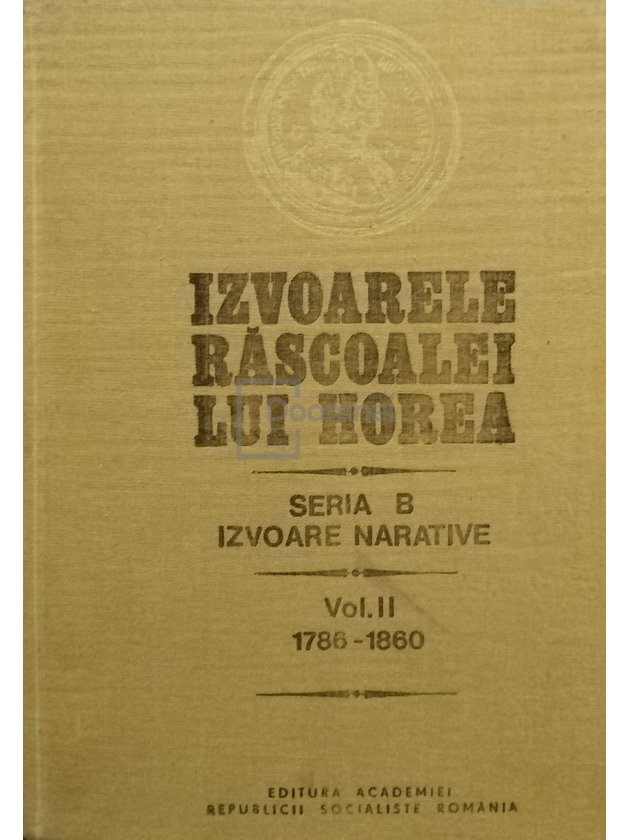 IZVOARELE
RĂSCOALEI
LUI HOREA
SERIA B
IZVOARE NARATIVE
Vol. II
1786-1860
EDITURA ACADEMIEI
REPUBLICII SOCIALISTE ROMÂNIA